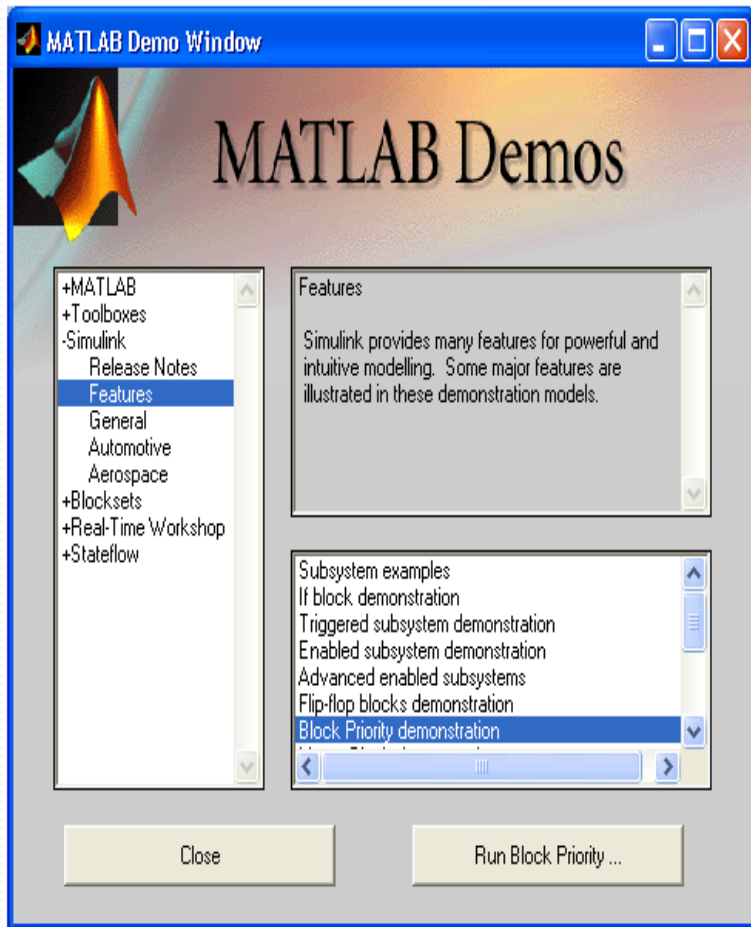 MATLAB Demo Window
MATLAB Demos
+MATLAB
+Toolboxes
-Simulink
Release Notes
Features
General
Automotive
Aerospace
+Blocksets
+Real-Time Workshop
+Stateflow
Features
Simulink provides many features for powerful and
intuitive modelling. Some major features are
illustrated in these demonstration models.
Subsystem examples
If block demonstration
Triggered subsystem demonstration
Enabled subsystem demonstration
Advanced enabled subsystems
Flip-flop blocks demonstration
Block Priority demonstration
Close
Run Block Priority ...